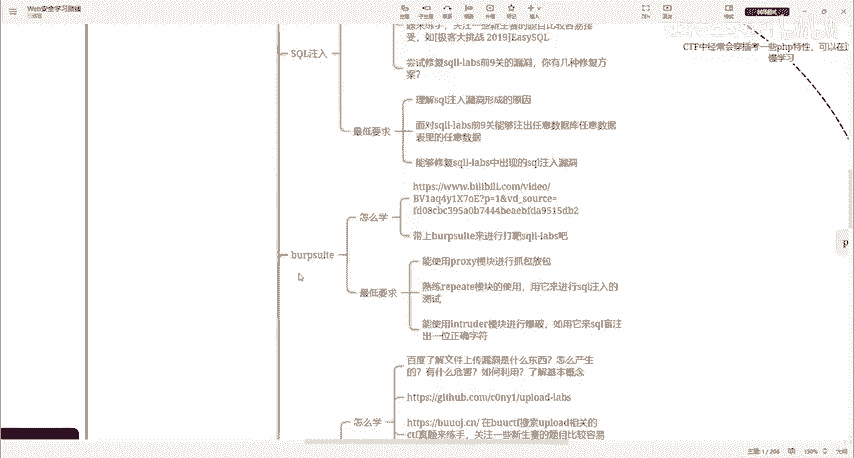 Web安全学习路线
题来练手，关注一些新生赛的题目比较容易接
受，如[极客大挑战 2019]EasySQL
SQL注入
尝试修复sqli-labs前9关的漏洞，你有几种修复方
案？
CTF中经常会穿插考一些php特性，可以在这
慢学习
理解sql注入漏洞形成的原因
最低要求
面对sqli-labs前9关能够注出任意数据库任意数据
表里的任意数据
能够修复sqli-labs中出现的sql注入漏洞
https://www.bilibili.com/video/
BV1aq4y1X7oE?p=1&vd_source=
fd08cbc395a0b7444beaebfda9515db2
怎么学
带上burpsuite来进行打靶sqli-labs吧
burpsuite
能使用proxy模块进行抓包放包
最低要求
熟练repeate模块的使用，用它来进行sql注入的
测试
能使用intruder模块进行爆破，如用它来sql盲注
出一位正确字符
百度了解文件上传漏洞是什么东西？怎么产生
的？有什么危害？如何利用？了解基本概念
https://github.com/c0ny1/upload-labs
怎么学
https://buuoj.cn/ 在buuctf搜索upload相关的
ctf真题来练手，关注一些新生赛的题目比较容易
150%